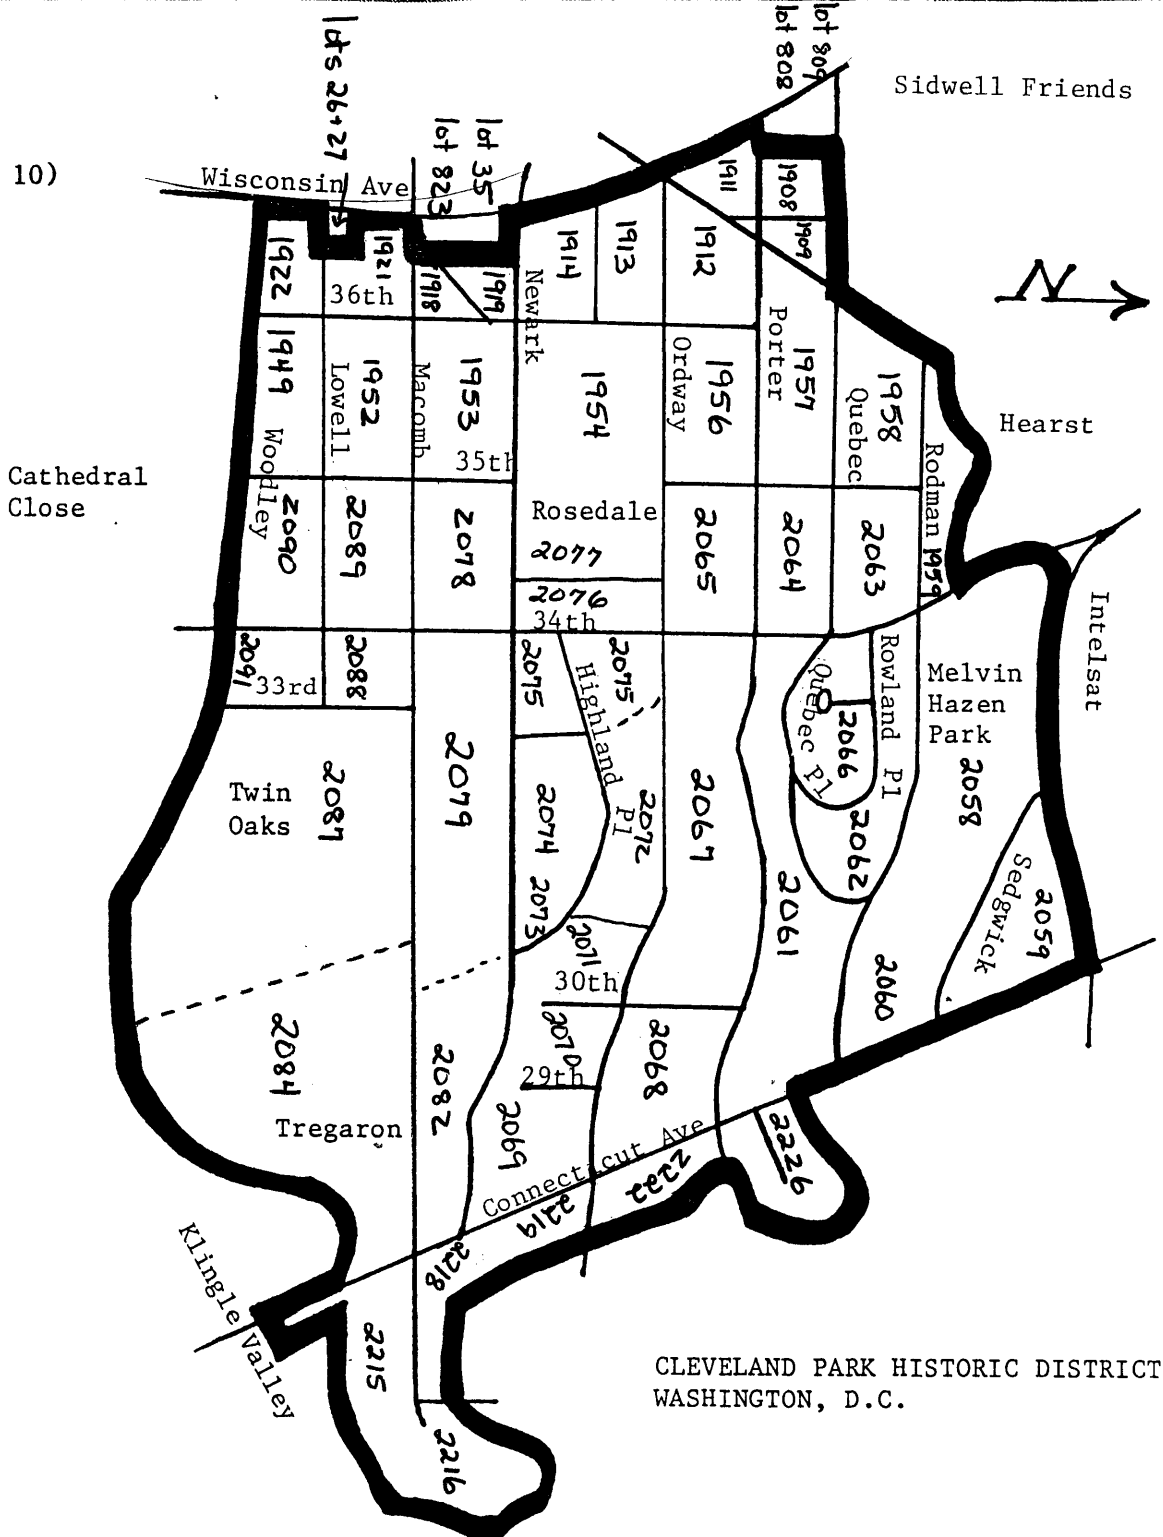 lot 809
lot 808
Sidwell Friends
lots 26+27
lot 35
lot 823
10)
Wisconsin Ave
1911
1908
1909
1922
1921
1918
1919
1914
1913
1912
N
36th
Newark
Porter
1949
Lowell
1952
Macomb
1953
1954
Ordway
1956
1957
Quebec
1958
Rodman
Hearst
35th
Woodley
Cathedral
Close
2090
2089
2078
Rosedale
2077
2065
2064
2063
1959
2076
34th
Intelsat
2091
33rd
2088
2075
Highland Pl
2075
Quebec Pl
Rowland Pl
Melvin
Hazen
Park
2066
Twin
Oaks
2087
2079
2074
2072
2067
2062
2058
2073
2061
Sedgwick
2059
2071
30th
2060
2084
2082
2070
2068
29th
Tregaron
2069
Connecticut Ave
2226
2222
2219
2218
Klingle Valley
2215
CLEVELAND PARK HISTORIC DISTRICT
WASHINGTON, D.C.
2216